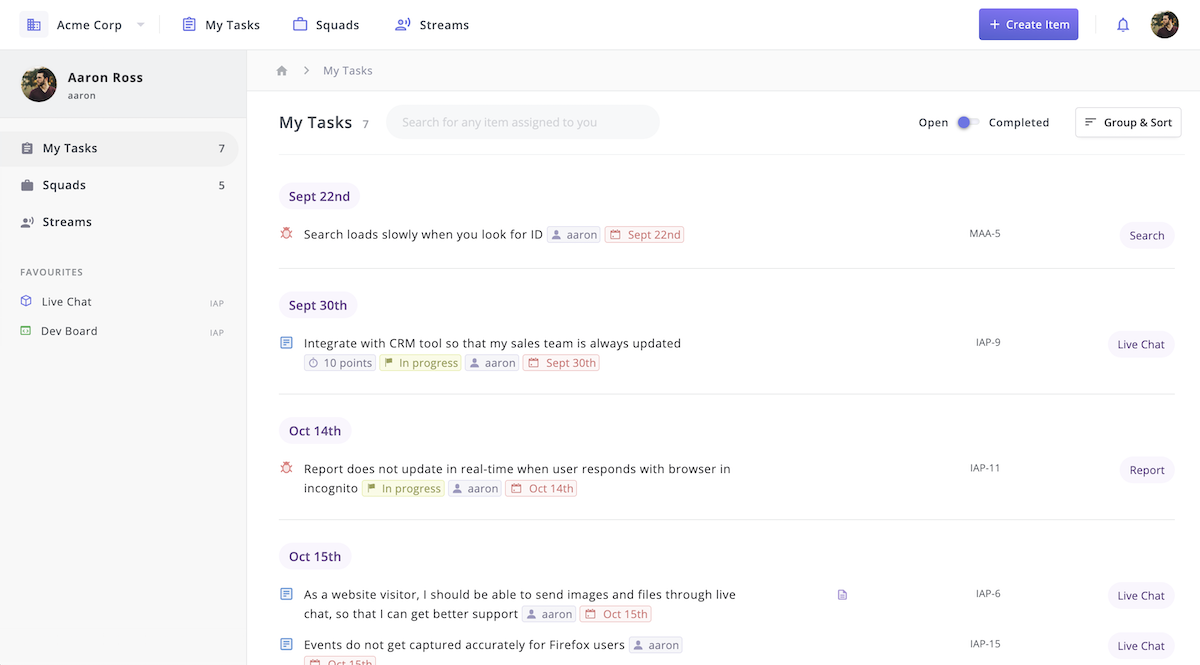 Acme Corp
My Tasks
Squads
Streams
+ Create Item
Aaron Ross
aaron
My Tasks 7
Squads 5
Streams
FAVOURITES
Live Chat IAP
Dev Board IAP
My Tasks
My Tasks 7
Search for any item assigned to you
Open Completed
Group & Sort
Sept 22nd
Search loads slowly when you look for ID aaron Sept 22nd MAA-5 Search
Sept 30th
Integrate with CRM tool so that my sales team is always updated IAP-9 Live Chat
10 points In progress aaron Sept 30th
Oct 14th
Report does not update in real-time when user responds with browser in IAP-11 Report
incognito In progress aaron Oct 14th
Oct 15th
As a website visitor, I should be able to send images and files through live IAP-6 Live Chat
chat, so that I can get better support aaron Oct 15th
Events do not get captured accurately for Firefox users aaron IAP-15 Live Chat
Oct 15th